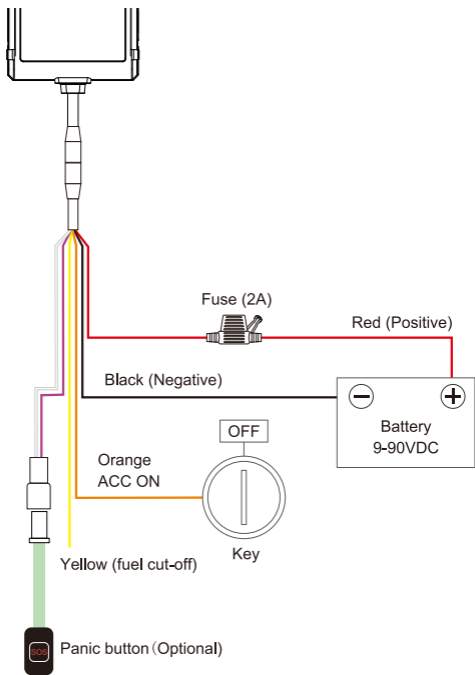 Fuse (2A)
Red (Positive)
Black (Negative)
Battery
9-90VDC
OFF
Orange
ACC ON
Key
Yellow (fuel cut-off)
SOS
Panic button (Optional)